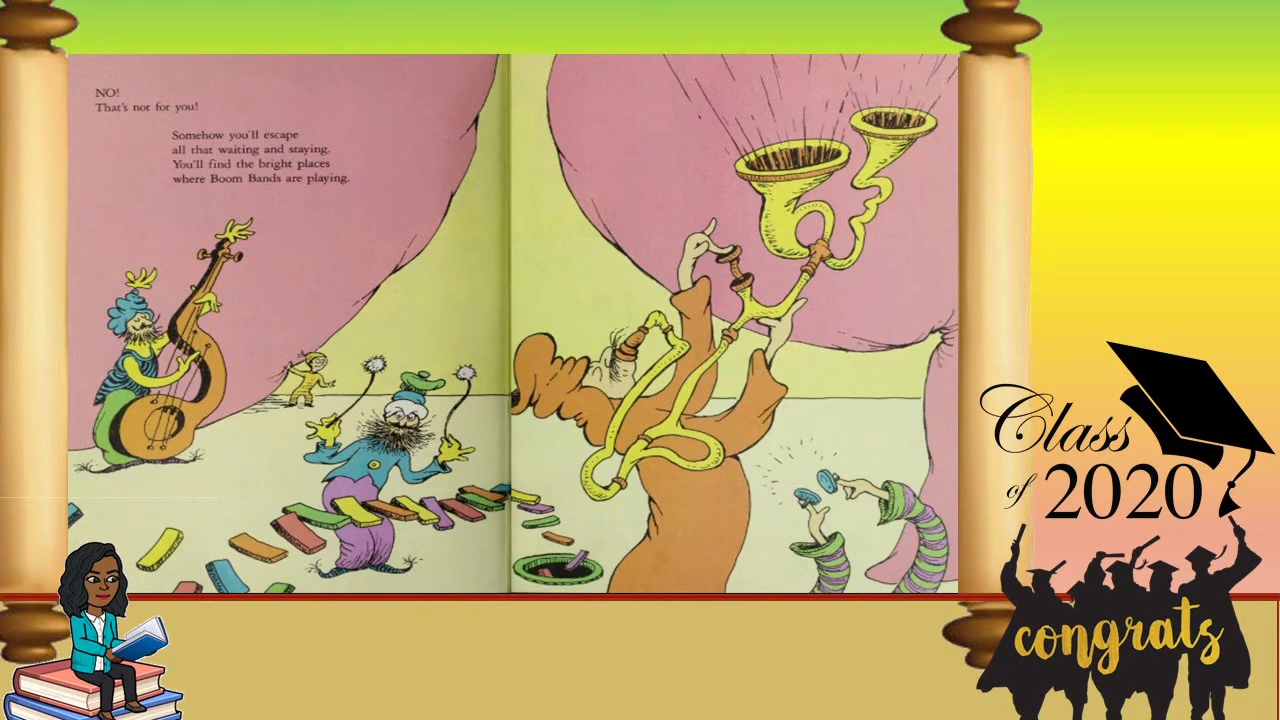 NO!
That's not for you!
Somehow you'll escape
all that waiting and staying.
You'll find the bright places
where Boom Bands are playing.
Class
of 2020
congrats